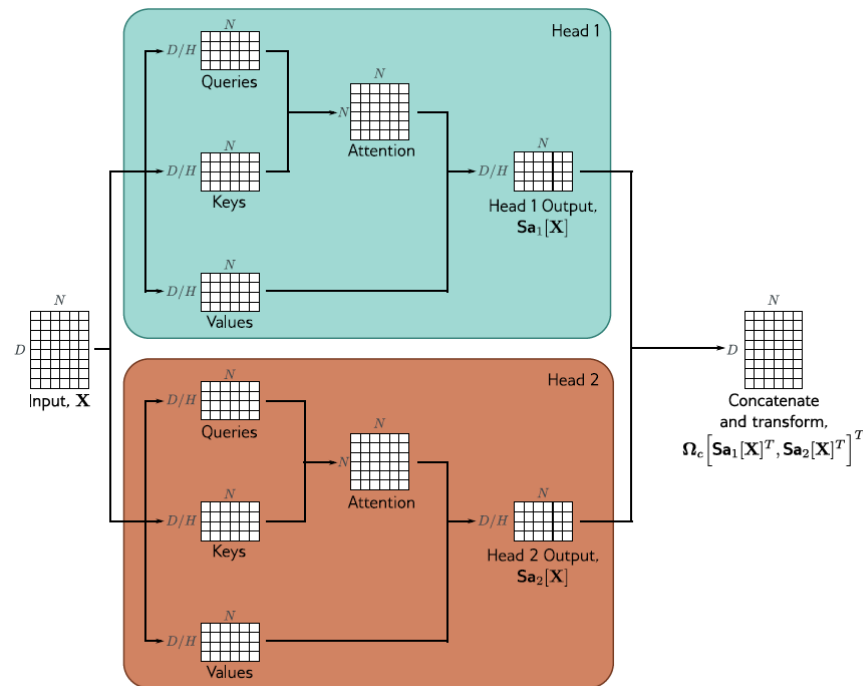 Head 1
N
D/H
Queries
N
D/H
Keys
N
D/H
Values
N
N
Attention
N
D/H
Head 1 Output,
Sa₁[X]
N
D
Input, X
Head 2
N
D/H
Queries
N
D/H
Keys
N
D/H
Values
N
N
Attention
N
D/H
Head 2 Output,
Sa₂[X]
N
D
Concatenate
and transform,
Ω_c[Sa₁[X]ᵀ, Sa₂[X]ᵀ]ᵀ